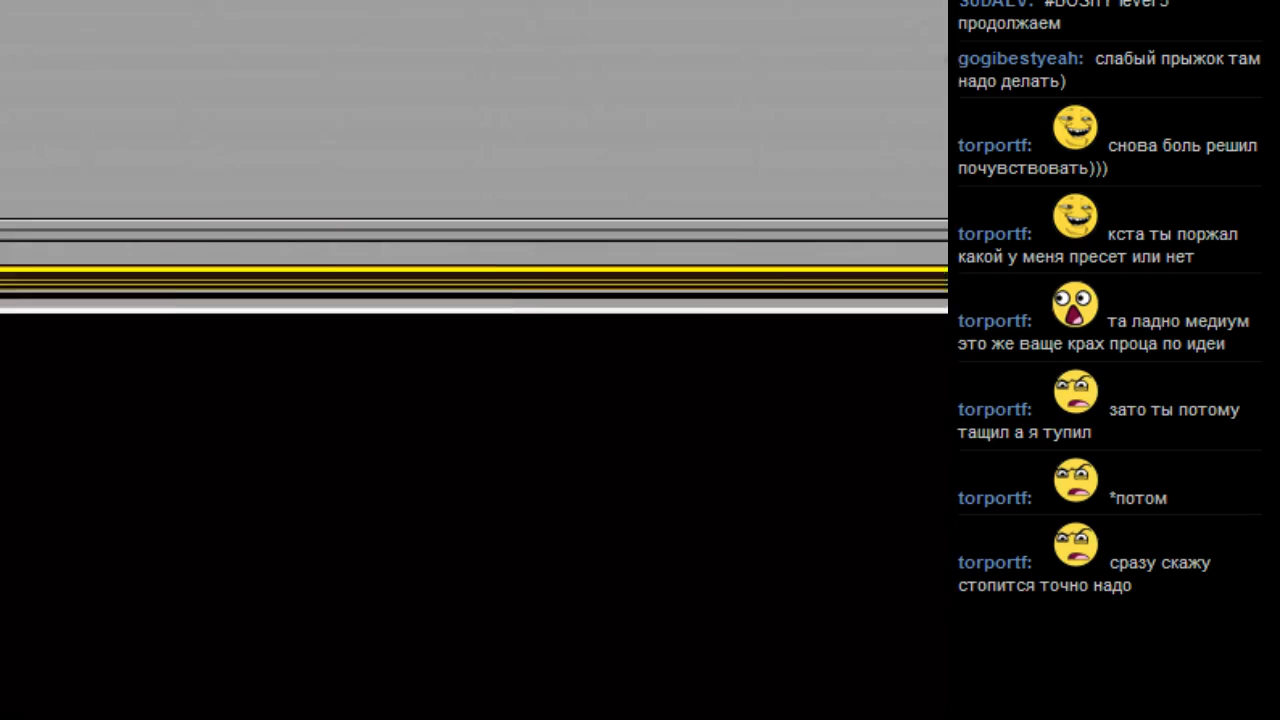 продолжаем
gogibestyeah: слабый прыжок там
надо делать)
torportf: снова боль решил
почувствовать)))
torportf: кста ты поржал
какой у меня пресет или нет
torportf: та ладно медиум
это же ваще крах проца по идеи
torportf: зато ты потому
тащил а я тупил
torportf: *потом
torportf: сразу скажу
стопится точно надо